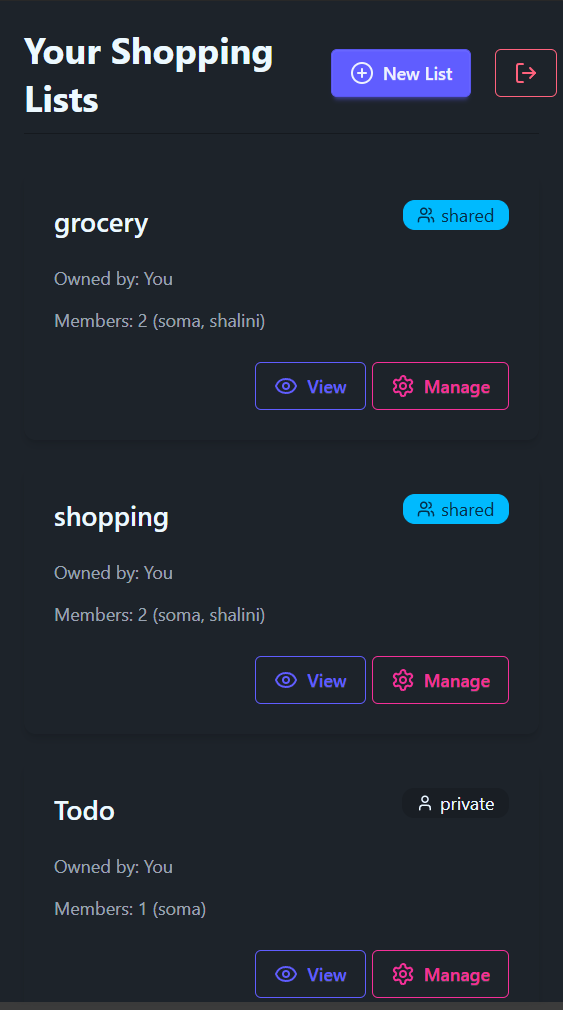 Your Shopping
Lists
New List
grocery
shared
Owned by: You
Members: 2 (soma, shalini)
View
Manage
shopping
shared
Owned by: You
Members: 2 (soma, shalini)
View
Manage
Todo
private
Owned by: You
Members: 1 (soma)
View
Manage